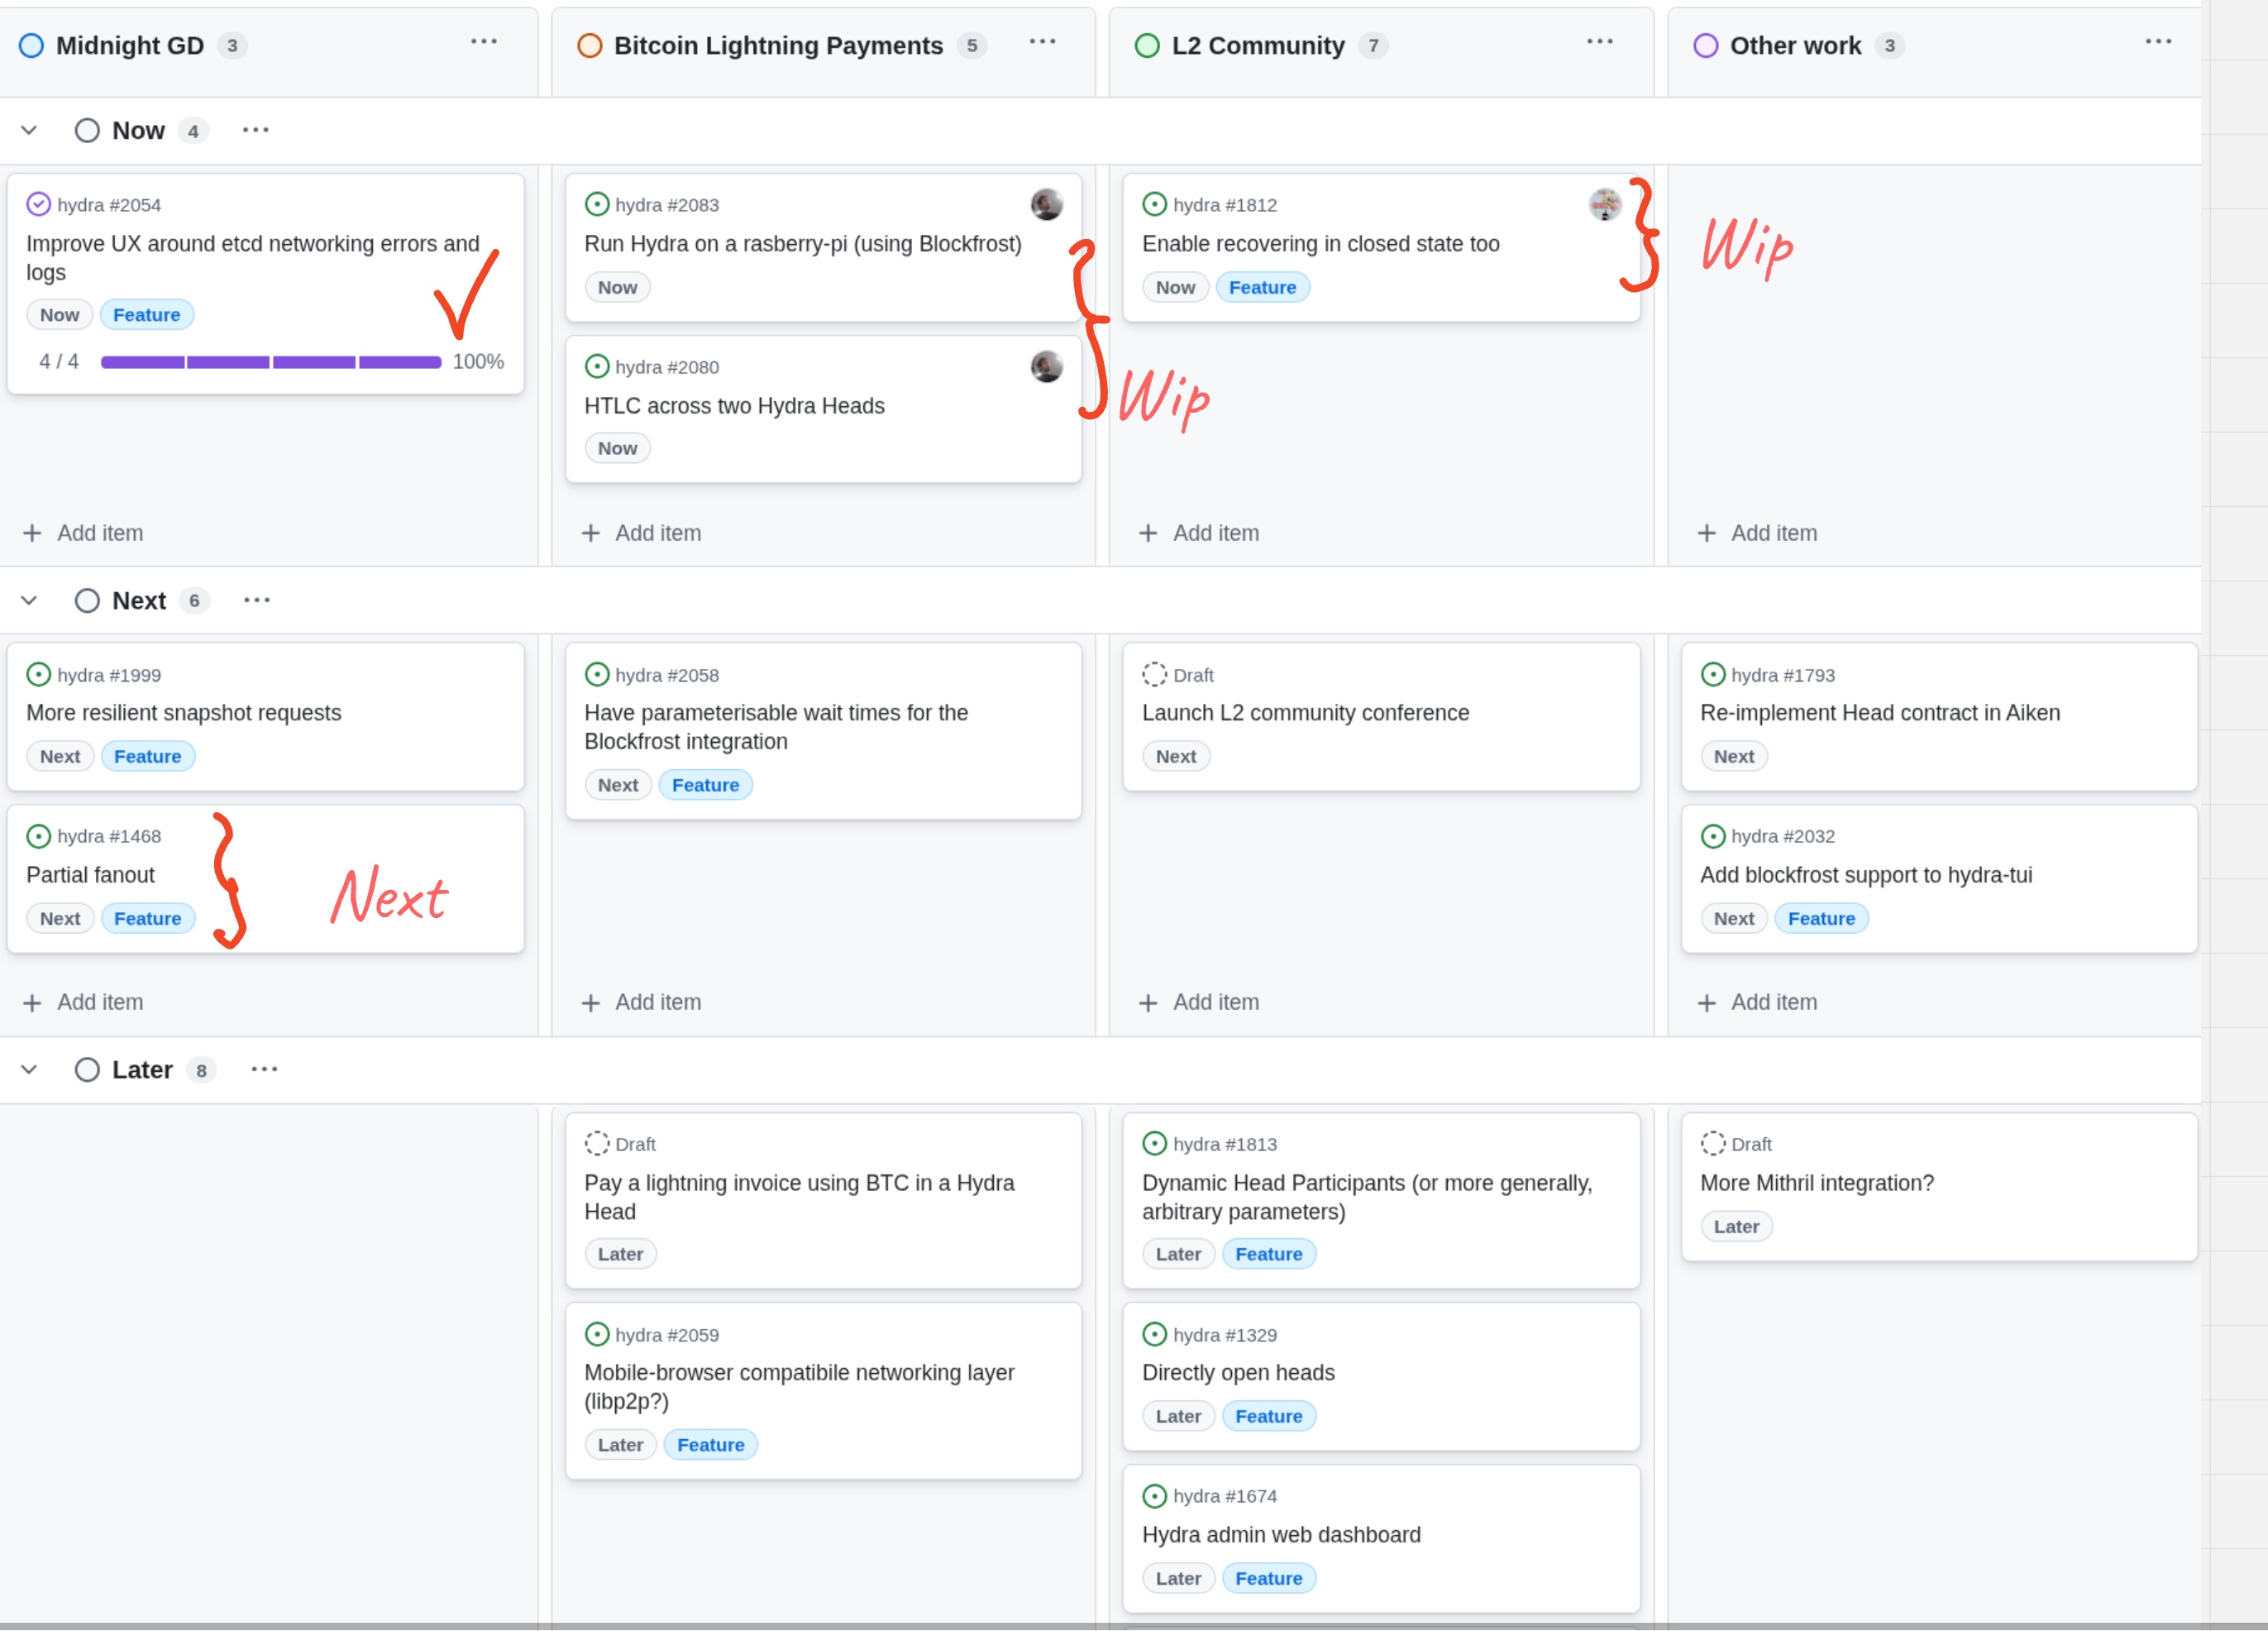 Midnight GD 3
Bitcoin Lightning Payments 5
L2 Community 7
Other work 3
Now 4
hydra #2054
Improve UX around etcd networking errors and
logs
Now Feature
4 / 4 100%
hydra #2083
Run Hydra on a rasberry-pi (using Blockfrost)
Now
hydra #2080
HTLC across two Hydra Heads
Now
Wip
hydra #1812
Enable recovering in closed state too
Now Feature
Wip
Add item
Add item
Add item
Add item
Next 6
hydra #1999
More resilient snapshot requests
Next Feature
hydra #1468
Partial fanout
Next Feature
Next
hydra #2058
Have parameterisable wait times for the
Blockfrost integration
Next Feature
Draft
Launch L2 community conference
Next
hydra #1793
Re-implement Head contract in Aiken
Next
hydra #2032
Add blockfrost support to hydra-tui
Next Feature
Add item
Add item
Add item
Add item
Later 8
Draft
Pay a lightning invoice using BTC in a Hydra
Head
Later
hydra #2059
Mobile-browser compatibile networking layer
(libp2p?)
Later Feature
hydra #1813
Dynamic Head Participants (or more generally,
arbitrary parameters)
Later Feature
hydra #1329
Directly open heads
Later Feature
hydra #1674
Hydra admin web dashboard
Later Feature
Draft
More Mithril integration?
Later